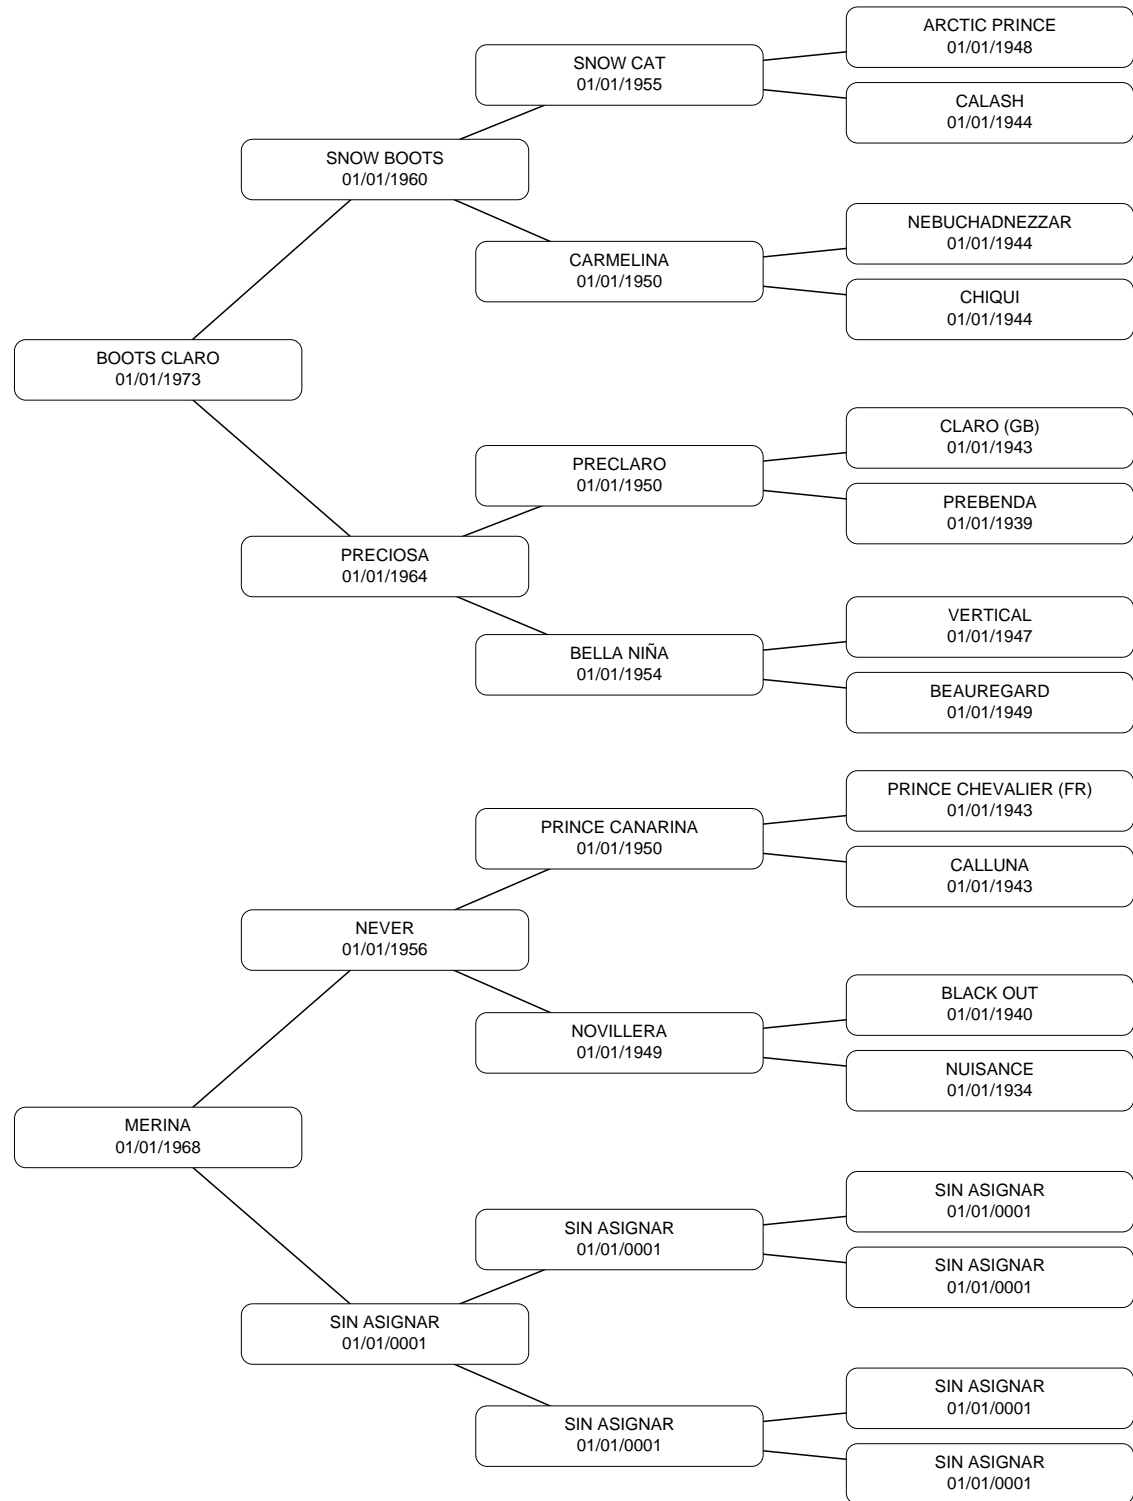 ARCTIC PRINCE
01/01/1948
SNOW CAT
01/01/1955
CALASH
01/01/1944
SNOW BOOTS
01/01/1960
NEBUCHADNEZZAR
01/01/1944
CARMELINA
01/01/1950
CHIQUI
01/01/1944
BOOTS CLARO
01/01/1973
CLARO (GB)
01/01/1943
PRECLARO
01/01/1950
PREBENDA
01/01/1939
PRECIOSA
01/01/1964
VERTICAL
01/01/1947
BELLA NIÑA
01/01/1954
BEAUREGARD
01/01/1949
PRINCE CHEVALIER (FR)
01/01/1943
PRINCE CANARINA
01/01/1950
CALLUNA
01/01/1943
NEVER
01/01/1956
BLACK OUT
01/01/1940
NOVILLERA
01/01/1949
NUISANCE
01/01/1934
MERINA
01/01/1968
SIN ASIGNAR
01/01/0001
SIN ASIGNAR
01/01/0001
SIN ASIGNAR
01/01/0001
SIN ASIGNAR
01/01/0001
SIN ASIGNAR
01/01/0001
SIN ASIGNAR
01/01/0001
SIN ASIGNAR
01/01/0001